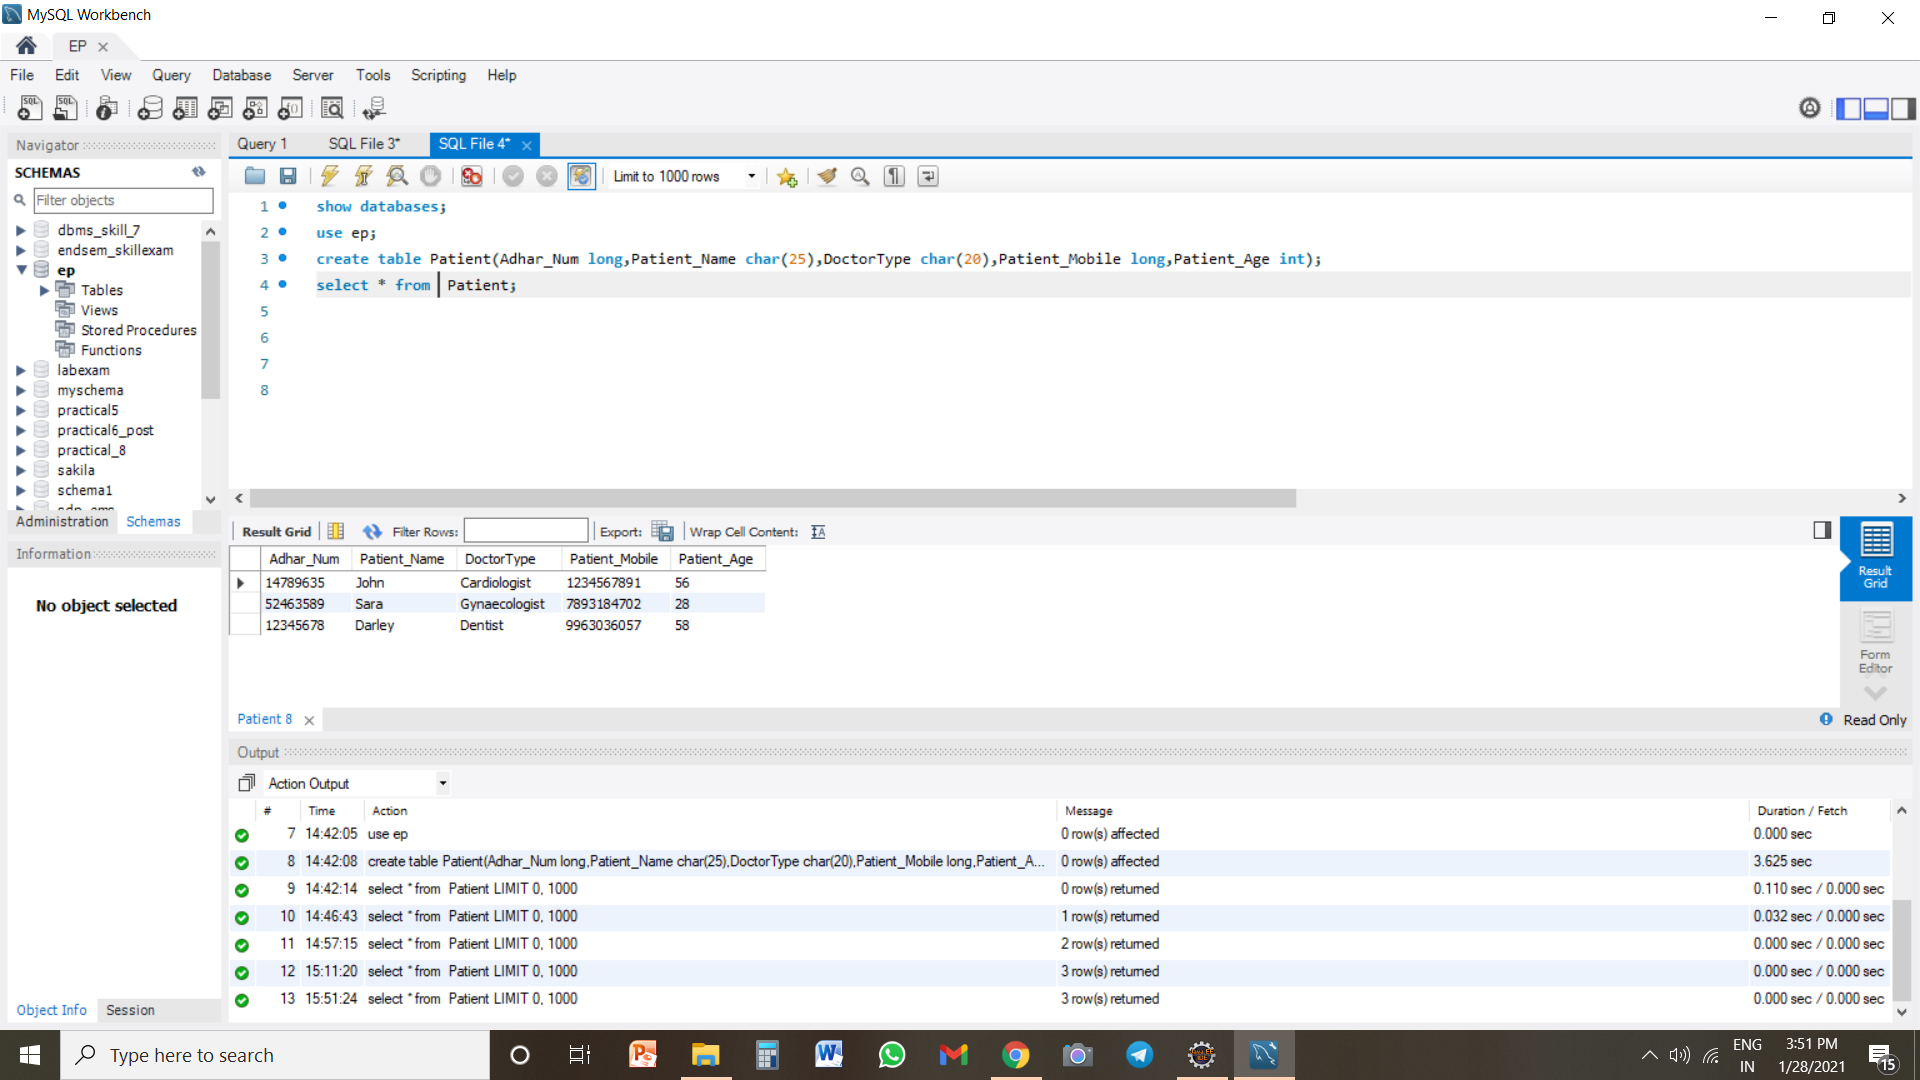 MySQL Workbench
EP
File Edit View Query Database Server Tools Scripting Help
Navigator
SCHEMAS
Filter objects
dbms_skill_7
endsem_skillexam
ep
Tables
Views
Stored Procedures
Functions
labexam
myschema
practical5
practical6_post
practical_8
sakila
schema1
Administration Schemas
Information
No object selected
Object Info Session
Query 1 SQL File 3* SQL File 4*
Limit to 1000 rows
1 show databases;
2 use ep;
3 create table Patient(Adhar_Num long,Patient_Name char(25),DoctorType char(20),Patient_Mobile long,Patient_Age int);
4 select * from Patient;
5
6
7
8
Result Grid Filter Rows: Export: Wrap Cell Content:
Adhar_Num Patient_Name DoctorType Patient_Mobile Patient_Age
14789635 John Cardiologist 1234567891 56
52463589 Sara Gynaecologist 7893184702 28
12345678 Darley Dentist 9963036057 58
Result
Grid
Form
Editor
Patient 8
Read Only
Output
Action Output
# Time Action Message Duration / Fetch
7 14:42:05 use ep 0 row(s) affected 0.000 sec
8 14:42:08 create table Patient(Adhar_Num long,Patient_Name char(25),DoctorType char(20),Patient_Mobile long,Patient_A... 0 row(s) affected 3.625 sec
9 14:42:14 select * from Patient LIMIT 0, 1000 0 row(s) returned 0.110 sec / 0.000 sec
10 14:46:43 select * from Patient LIMIT 0, 1000 1 row(s) returned 0.032 sec / 0.000 sec
11 14:57:15 select * from Patient LIMIT 0, 1000 2 row(s) returned 0.000 sec / 0.000 sec
12 15:11:20 select * from Patient LIMIT 0, 1000 3 row(s) returned 0.000 sec / 0.000 sec
13 15:51:24 select * from Patient LIMIT 0, 1000 3 row(s) returned 0.000 sec / 0.000 sec
Type here to search
ENG
IN
3:51 PM
1/28/2021
15